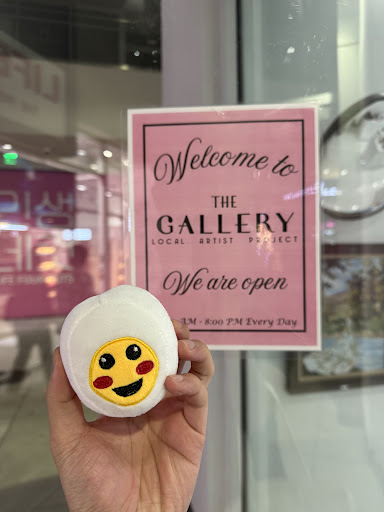 Welcome to
THE
GALLERY
LOCAL ARTIST PROJECT
We are open
AM - 8:00 PM Every Day